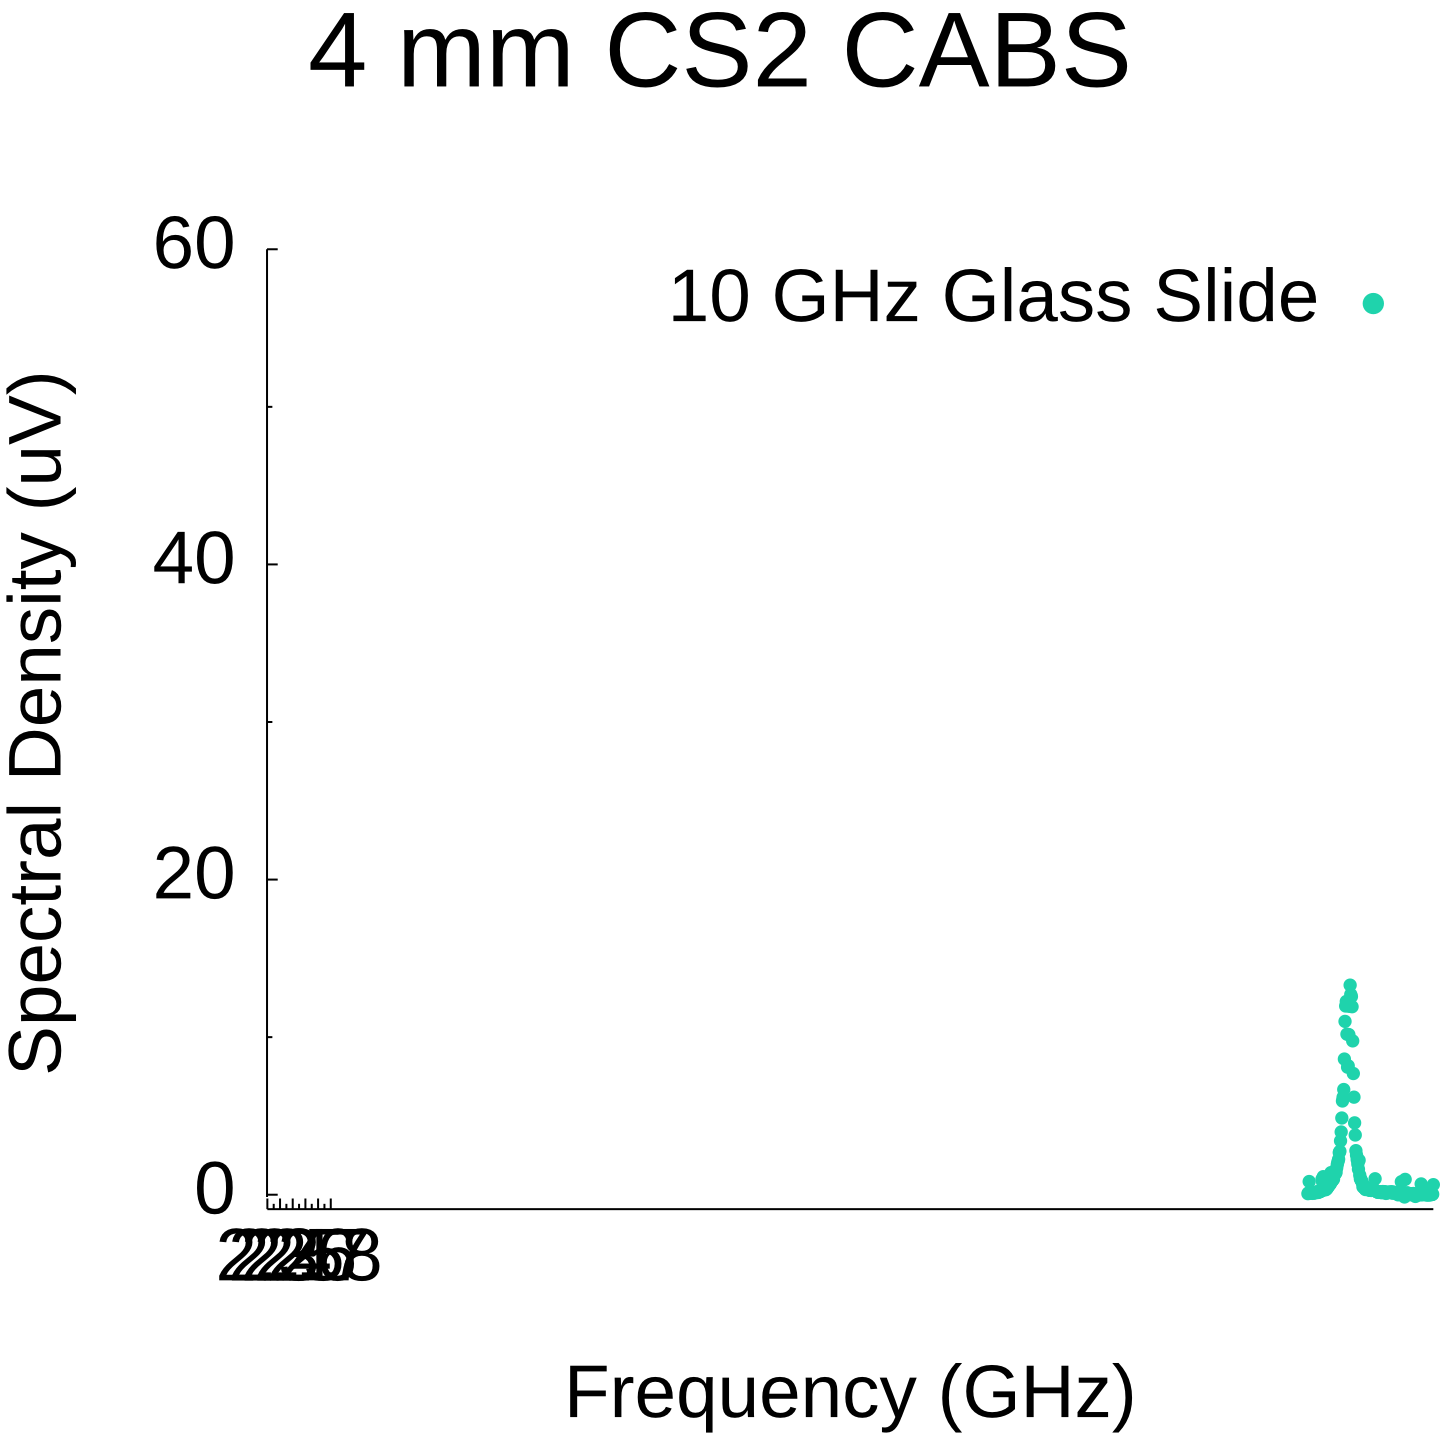 4 mm CS2 CABS
60
10 GHz Glass Slide
40
20
0
Spectral Density (uV)
Frequency (GHz)